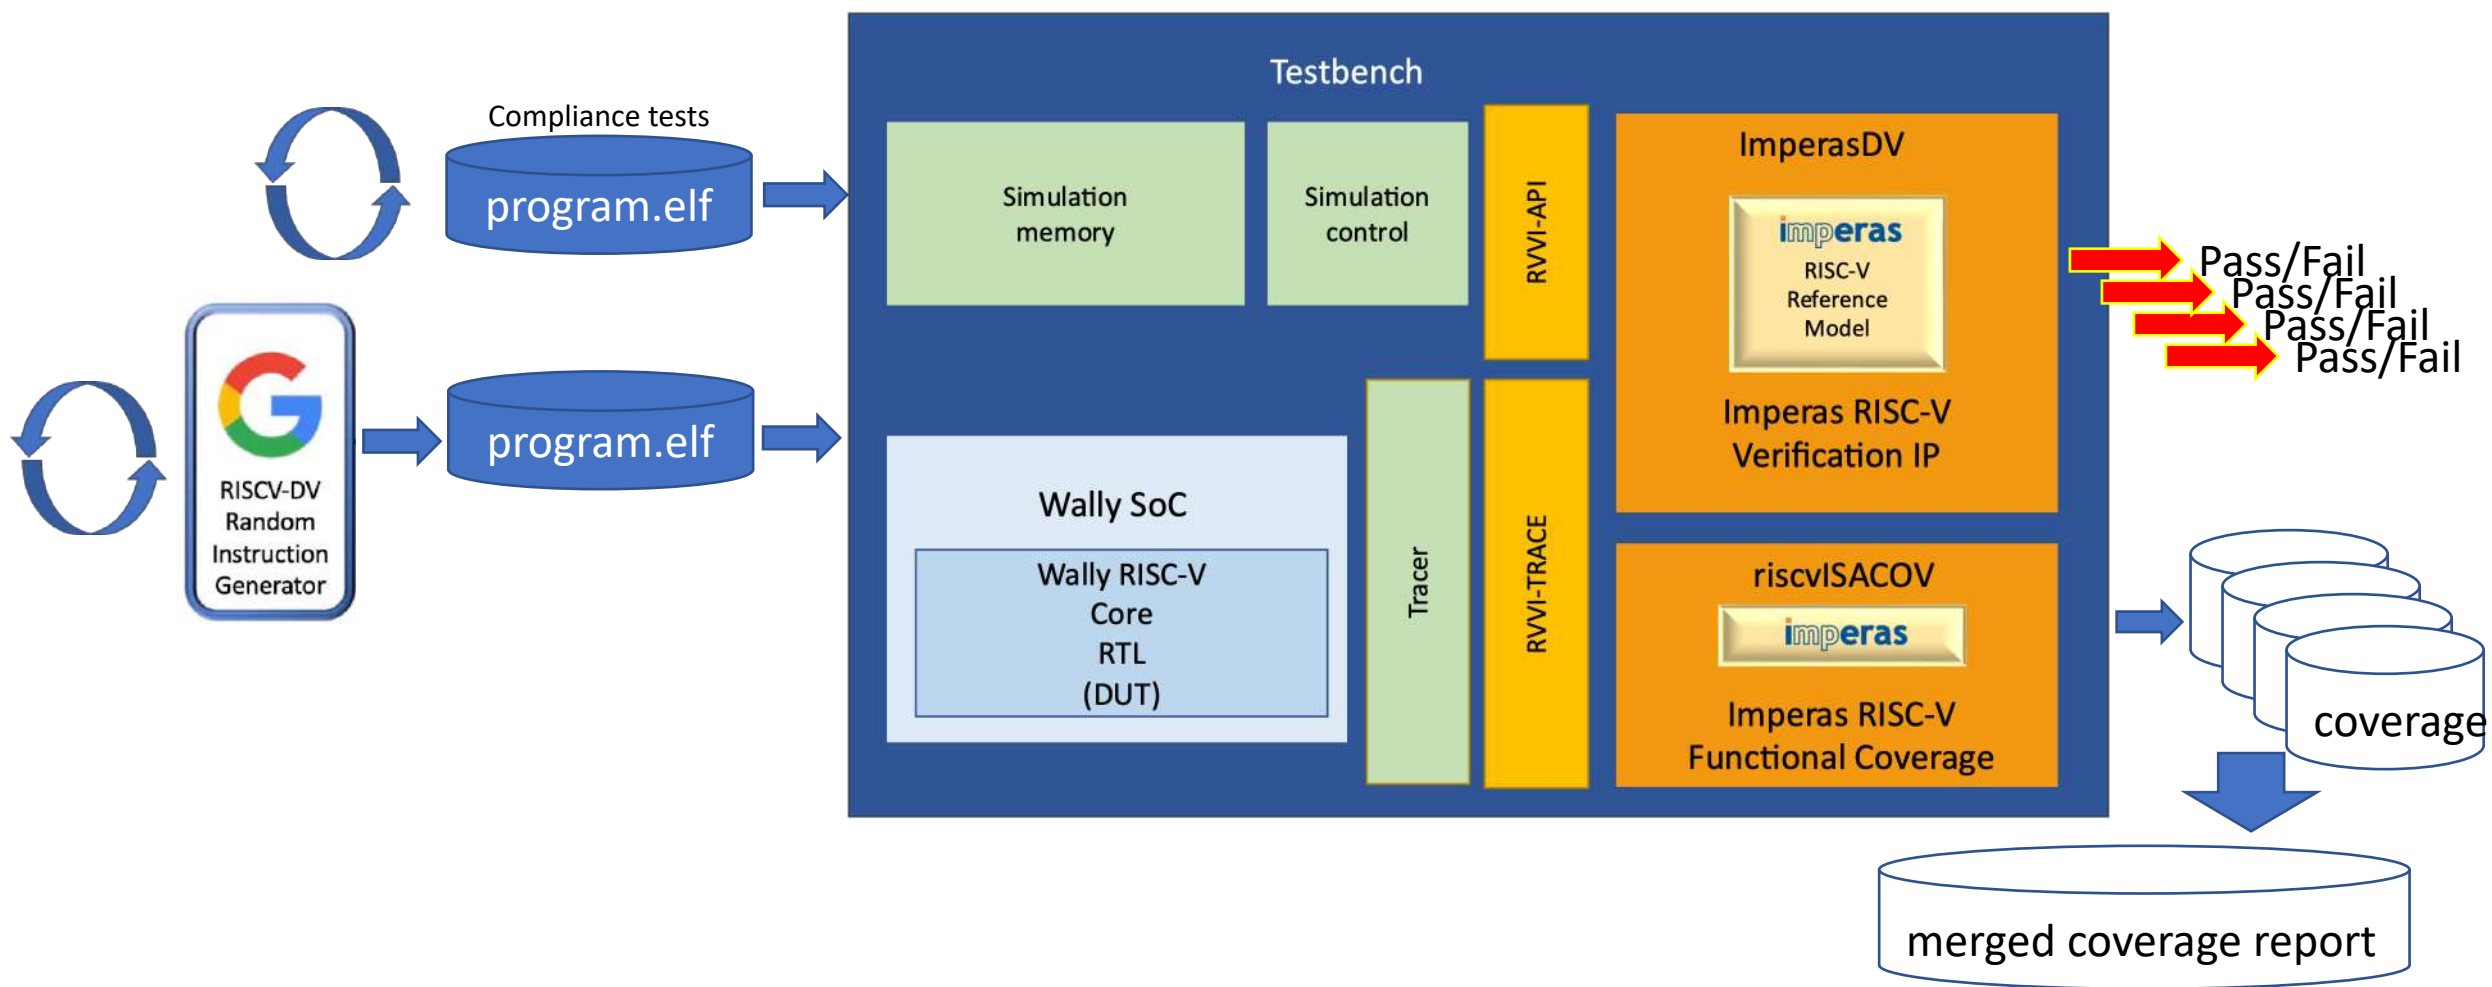 Compliance tests
program.elf
RISCV-DV
Random
Instruction
Generator
program.elf
Testbench
Simulation
memory
Simulation
control
RVVI-API
ImperasDV
imperas
RISC-V
Reference
Model
Imperas RISC-V
Verification IP
Wally SoC
Wally RISC-V
Core
RTL
(DUT)
Tracer
RVVI-TRACE
riscvISACOV
imperas
Imperas RISC-V
Functional Coverage
Pass/Fail
Pass/Fail
Pass/Fail
Pass/Fail
coverage
merged coverage report